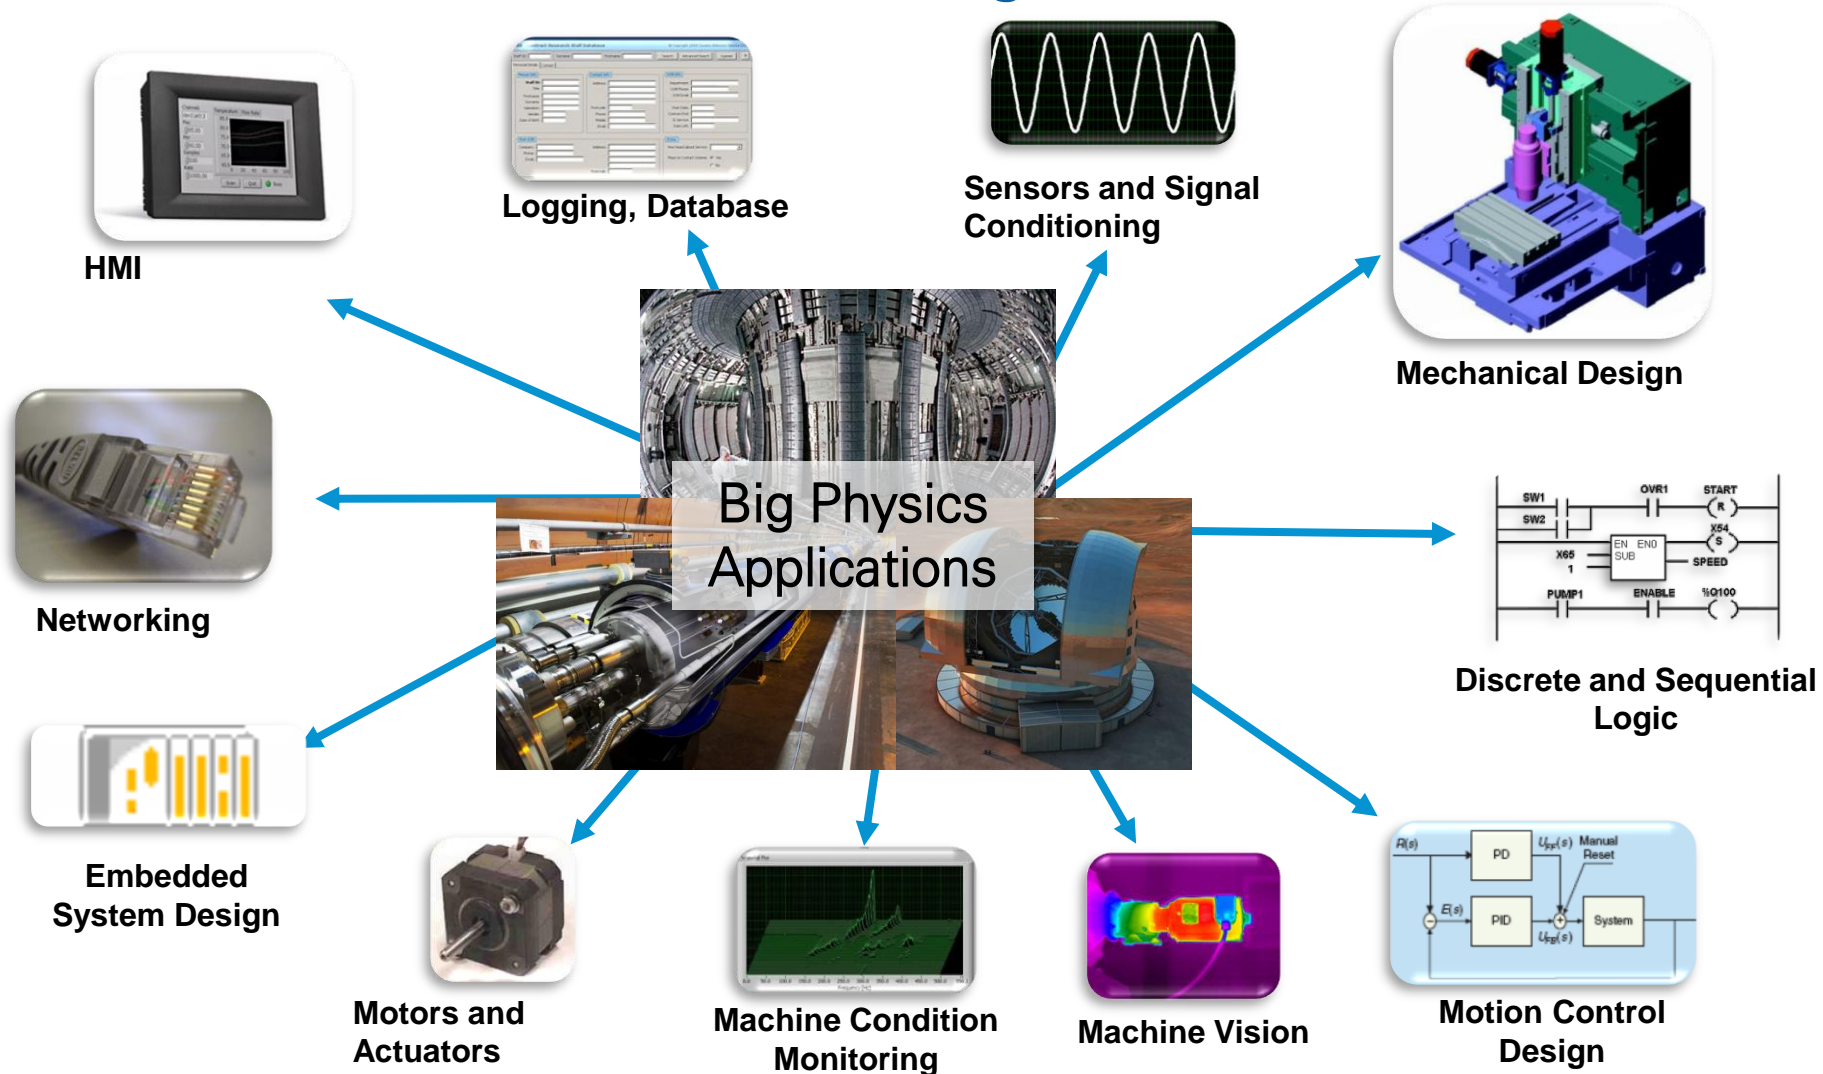 Logging, Database
Sensors and Signal
Conditioning
HMI
Mechanical Design
Big Physics
Applications
Networking
SW1
OVR1
START
R
SW2
X54
S
EN ENO
SUB
X65
1
SPEED
PUMP1
ENABLE
%Q100
Discrete and Sequential
Logic
Embedded
System Design
Motors and
Actuators
Machine Condition
Monitoring
Machine Vision
R(s)
PD
Manual
Reset
E(s)
PID
System
Motion Control
Design